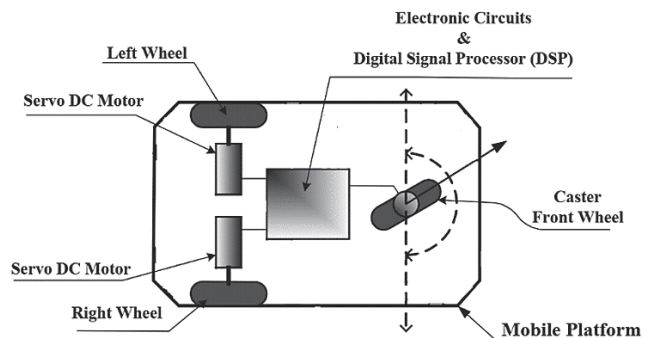 Electronic Circuits
&
Digital Signal Processor (DSP)
Left Wheel
Servo DC Motor
Caster
Front Wheel
Servo DC Motor
Right Wheel
Mobile Platform